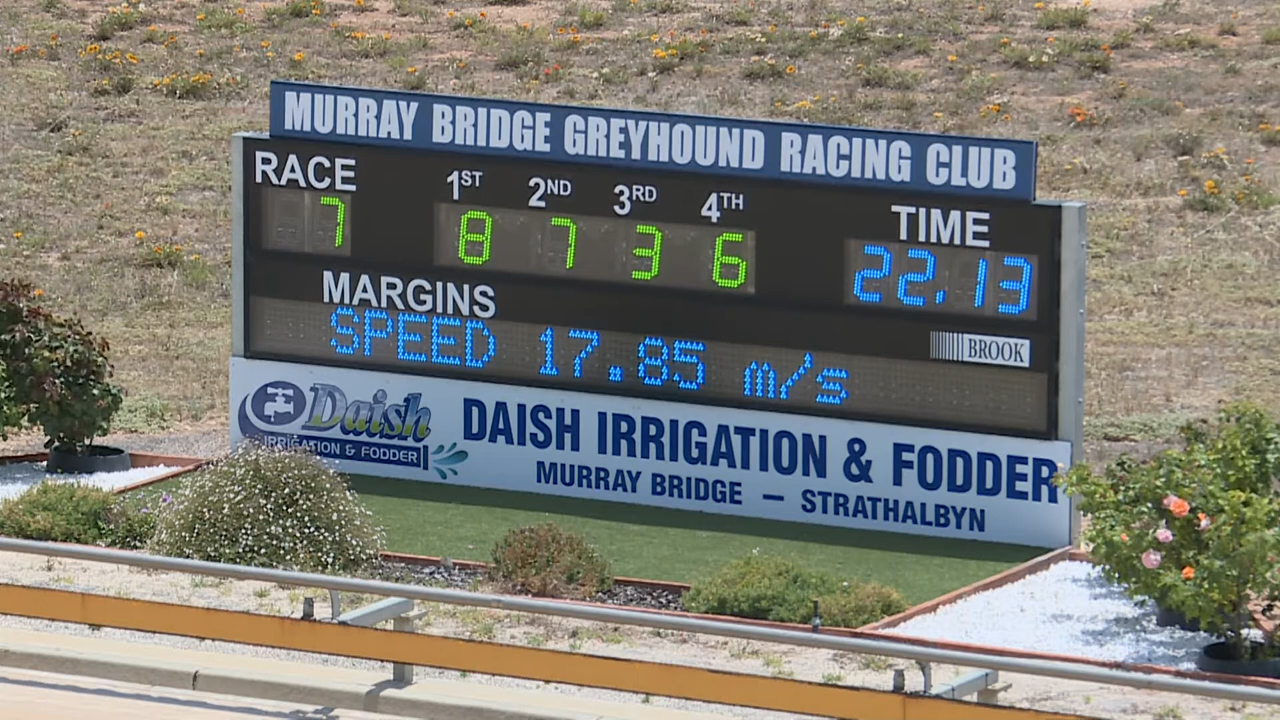 MURRAY BRIDGE GREYHOUND RACING CLUB
RACE 1ST 2ND 3RD 4TH TIME
7 8 7 3 6 22.13
MARGINS
SPEED 17.85 m/s
BROOK
Daish
IRRIGATION & FODDER
DAISH IRRIGATION & FODDER
MURRAY BRIDGE – STRATHALBYN